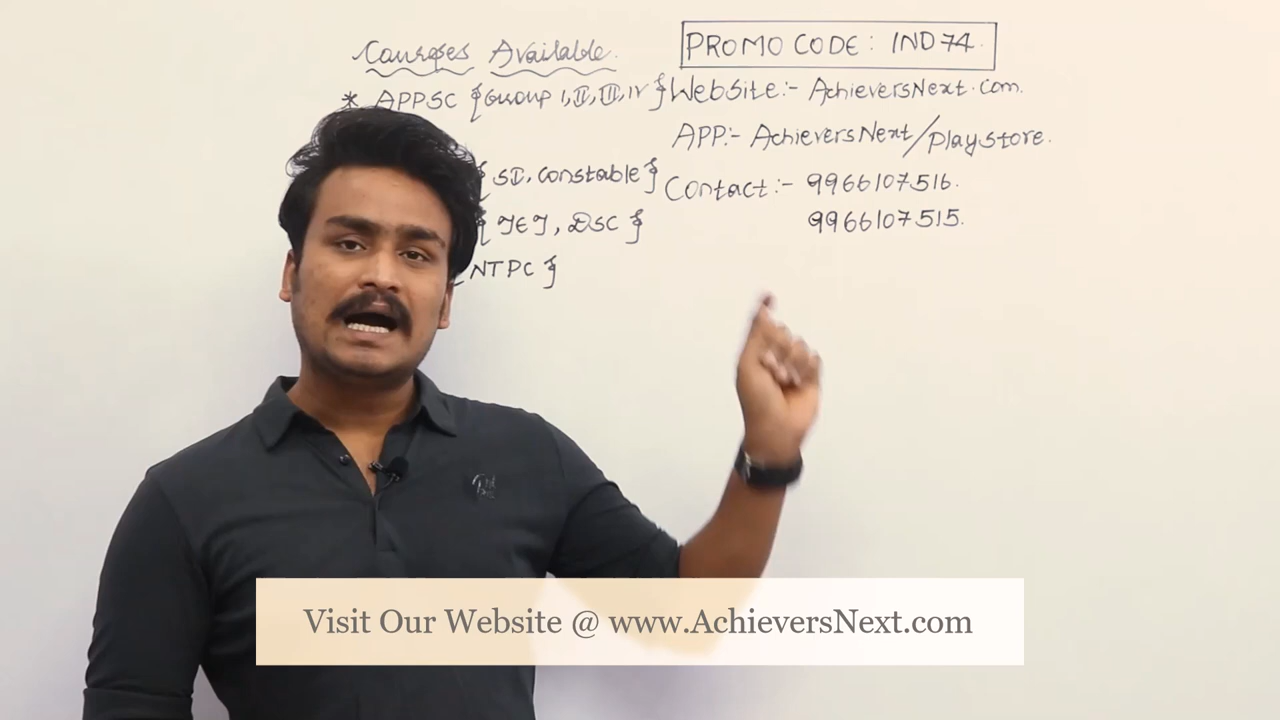 Courses Available.
* APPSC {Group I, II, III, IV}
{SI, Constable}
{TET, DSC}
{NTPC}
PROMO CODE: IND74.
Website:- AchieversNext.com.
APP:- AchieversNext/playstore.
Contact:- 9966107516.
9966107515.
Visit Our Website @ www.AchieversNext.com